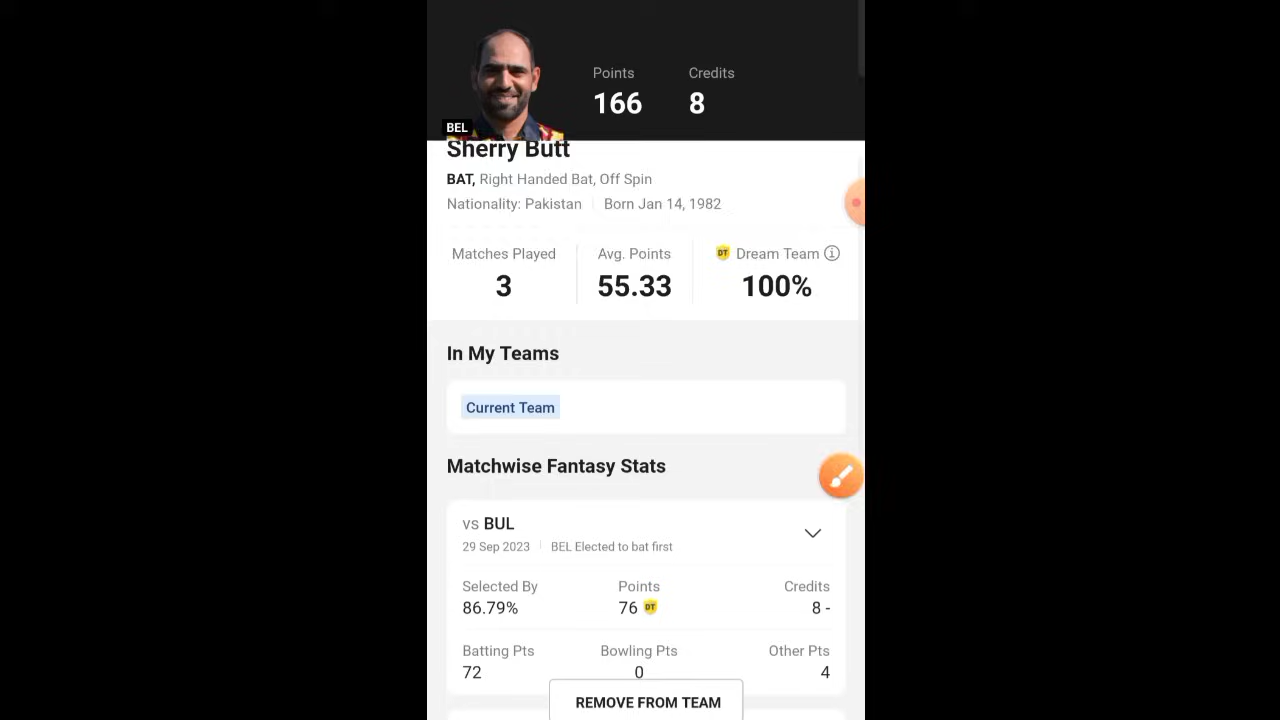 Points Credits
166 8
BEL
Sherry Butt
BAT, Right Handed Bat, Off Spin
Nationality: Pakistan Born Jan 14, 1982
Matches Played Avg. Points DT Dream Team i
3 55.33 100%
In My Teams
Current Team
Matchwise Fantasy Stats
vs BUL
29 Sep 2023 BEL Elected to bat first
Selected By Points Credits
86.79% 76 DT 8 -
Batting Pts Bowling Pts Other Pts
72 0 4
REMOVE FROM TEAM